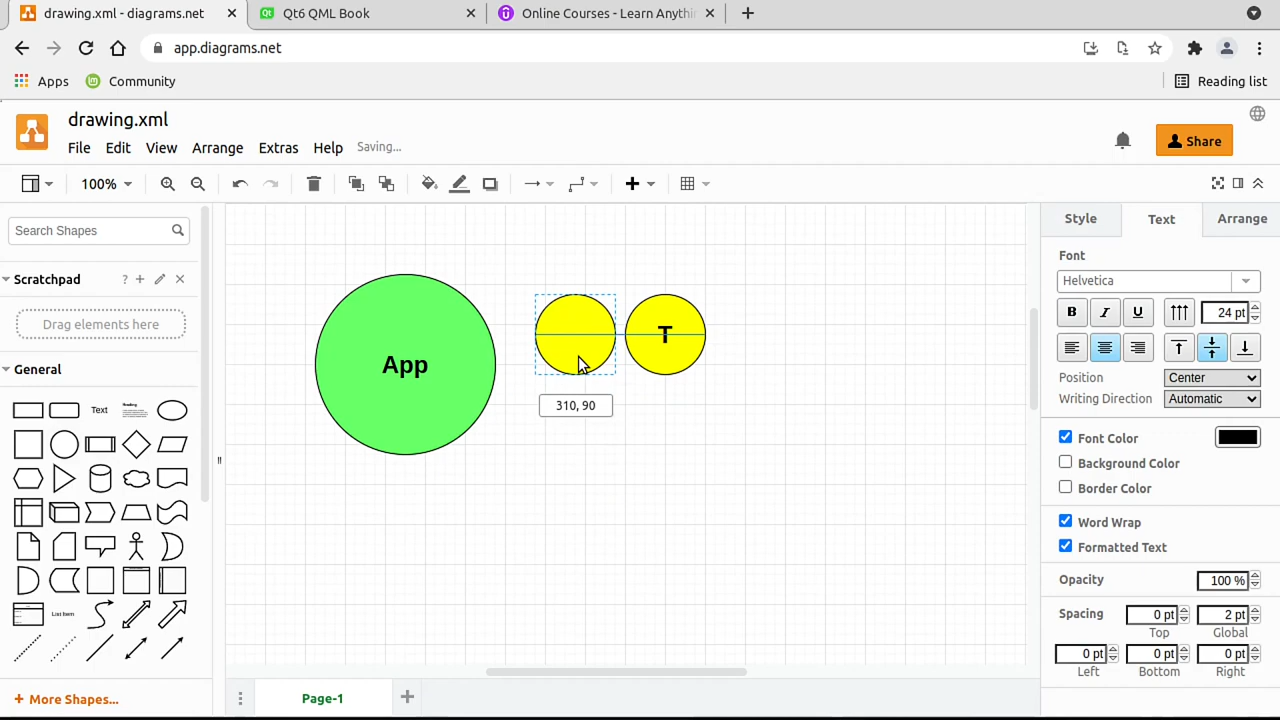 drawing.xml - diagrams.net
Qt6 QML Book
Online Courses - Learn Anythi
app.diagrams.net
Apps
Community
Reading list
drawing.xml
File Edit View Arrange Extras Help Saving...
Share
100%
Search Shapes
Scratchpad
?
Drag elements here
General
Text
Heading
List Item
More Shapes...
App
T
310, 90
Page-1
Style Text Arrange
Font
Helvetica
B I U 24 pt
Position Center
Writing Direction Automatic
Font Color
Background Color
Border Color
Word Wrap
Formatted Text
Opacity 100 %
Spacing 0 pt 2 pt
Top Global
0 pt 0 pt 0 pt
Left Bottom Right